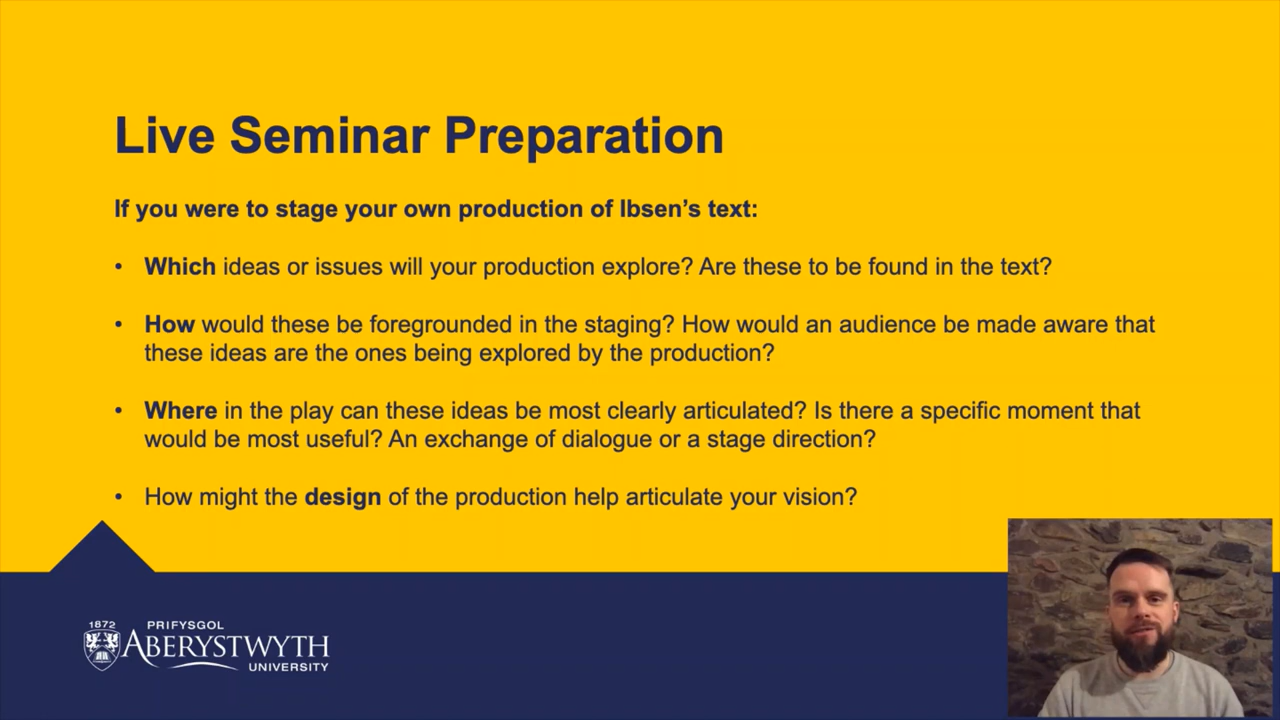 Live Seminar Preparation
If you were to stage your own production of Ibsen's text:
• Which ideas or issues will your production explore? Are these to be found in the text?
• How would these be foregrounded in the staging? How would an audience be made aware that
these ideas are the ones being explored by the production?
• Where in the play can these ideas be most clearly articulated? Is there a specific moment that
would be most useful? An exchange of dialogue or a stage direction?
• How might the design of the production help articulate your vision?
1872
PRIFYSGOL
ABERYSTWYTH
UNIVERSITY